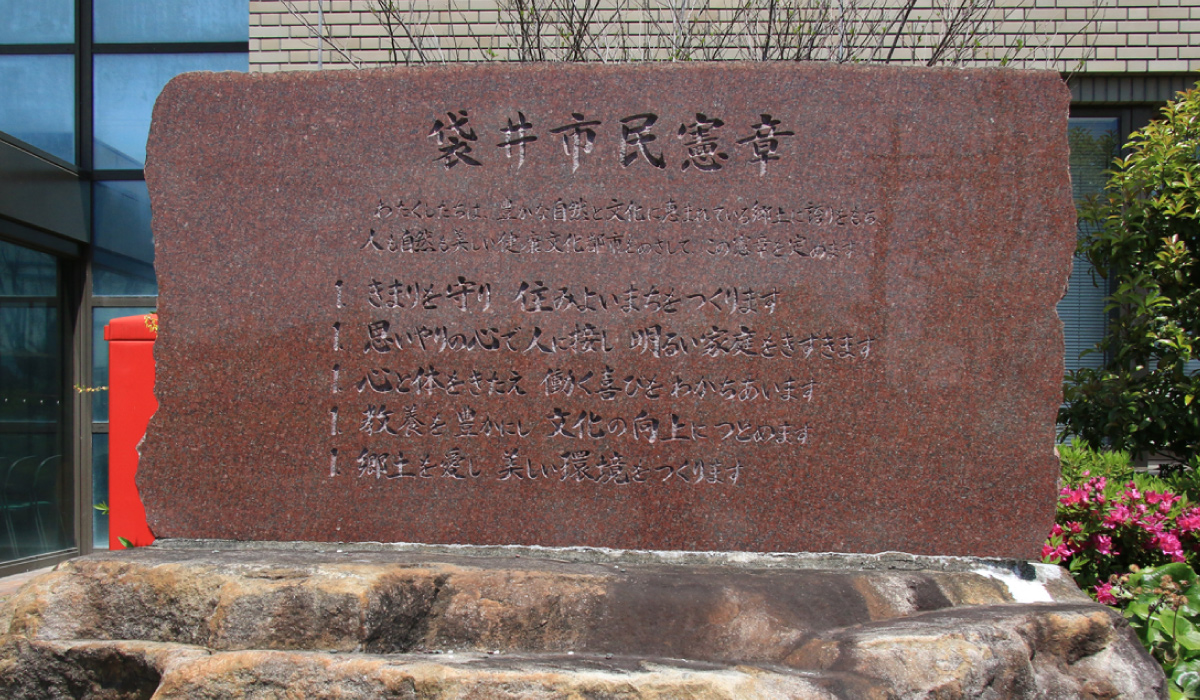 袋井市民憲章
わたくしたちは、豊かな自然と文化に恵まれている郷土に誇りをもち
人も自然も美しい健康文化都市をめざして この憲章を定めます
1 きまりを守り 住みよいまちをつくります
1 思いやりの心で人に接し 明るい家庭をきずきます
1 心と体をきたえ 働く喜びをわかちあいます
1 教養を豊かにし 文化の向上につとめます
1 郷土を愛し 美しい環境をつくります